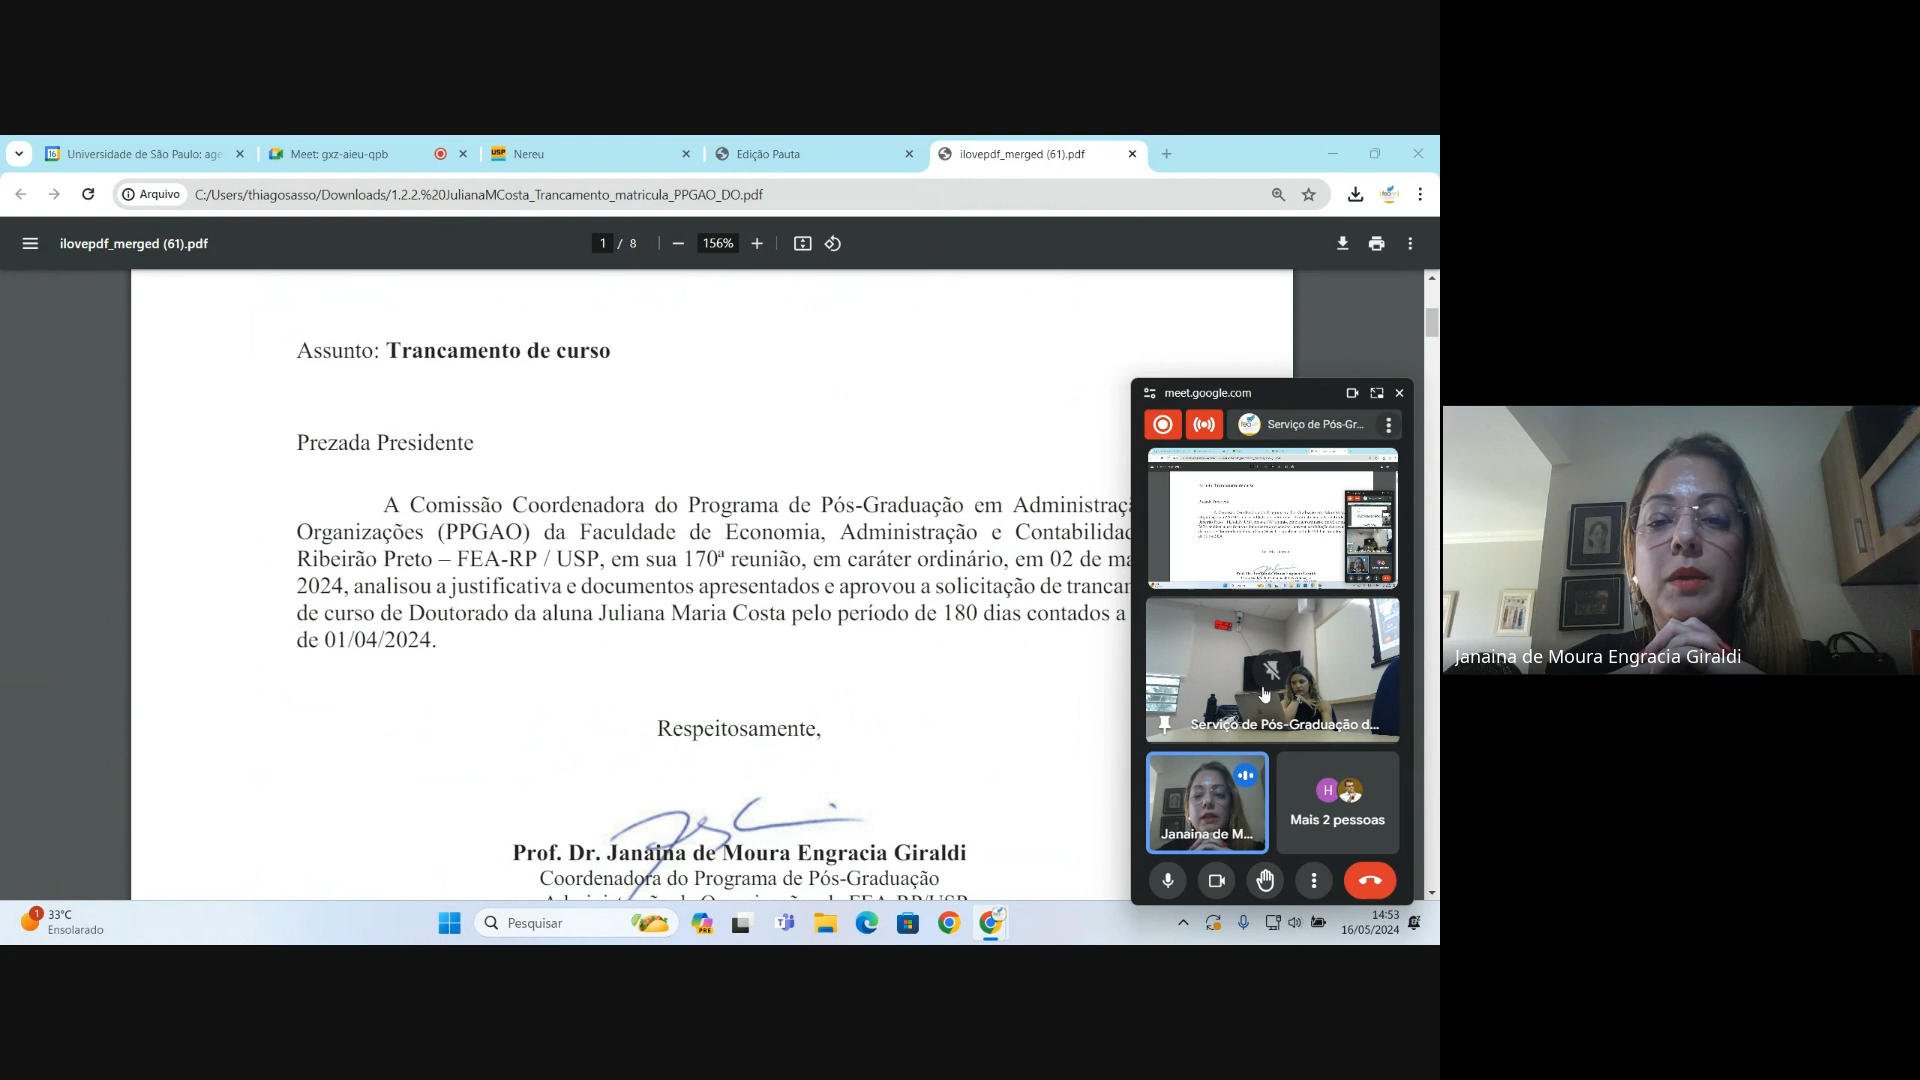 Universidade de São Paulo: age
Meet: gxz-aieu-qpb
Nereu
Edição Pauta
ilovepdf_merged (61).pdf
Arquivo
C:/Users/thiagosasso/Downloads/1.2.2.%20JulianaMCosta_Trancamento_matricula_PPGAO_DO.pdf
ilovepdf_merged (61).pdf
1 / 8
156%
Assunto: Trancamento de curso
Prezada Presidente
A Comissão Coordenadora do Programa de Pós-Graduação em Administraç
Organizações (PPGAO) da Faculdade de Economia, Administração e Contabilidad
Ribeirão Preto – FEA-RP / USP, em sua 170ª reunião, em caráter ordinário, em 02 de ma
2024, analisou a justificativa e documentos apresentados e aprovou a solicitação de trancan
de curso de Doutorado da aluna Juliana Maria Costa pelo período de 180 dias contados a
de 01/04/2024.
Respeitosamente,
Prof. Dr. Janaina de Moura Engracia Giraldi
Coordenadora do Programa de Pós-Graduação
meet.google.com
Serviço de Pós-Gr...
Serviço de Pós-Graduação d...
Janaina de M...
H
Mais 2 pessoas
Janaina de Moura Engracia Giraldi
1
33°C
Ensolarado
Pesquisar
PRE
14:53
16/05/2024